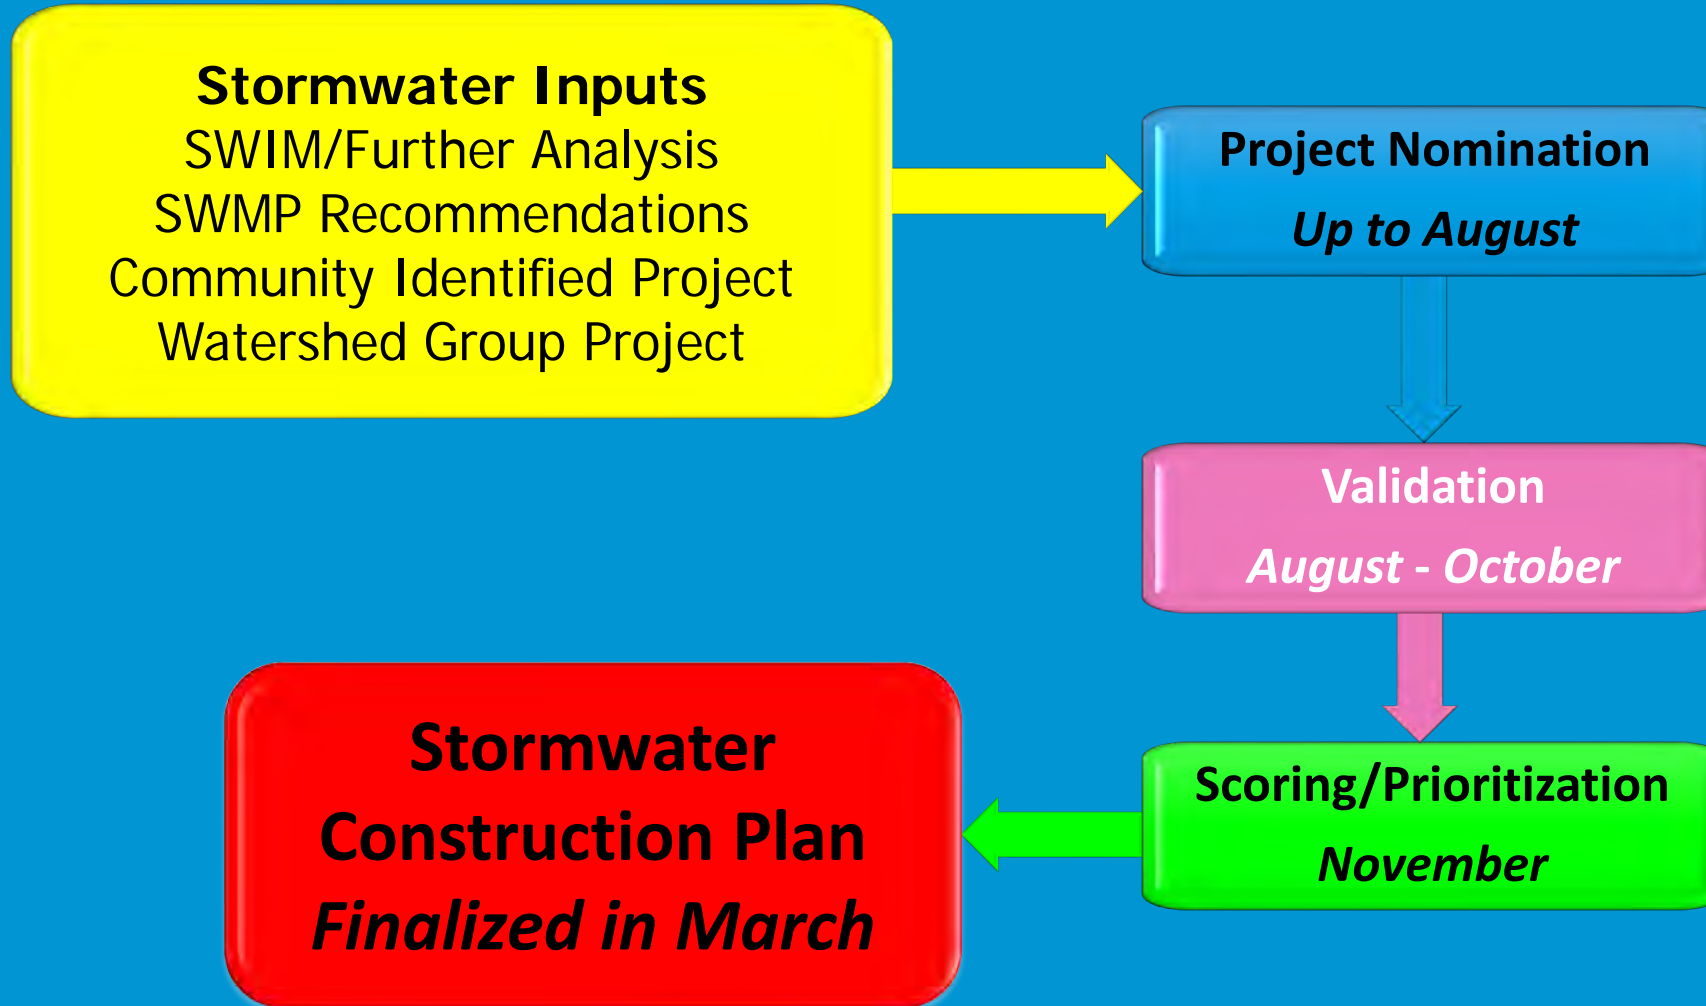 Stormwater Inputs
SWIM/Further Analysis
SWMP Recommendations
Community Identified Project
Watershed Group Project
Project Nomination
Up to August
Validation
August - October
Scoring/Prioritization
November
Stormwater
Construction Plan
Finalized in March